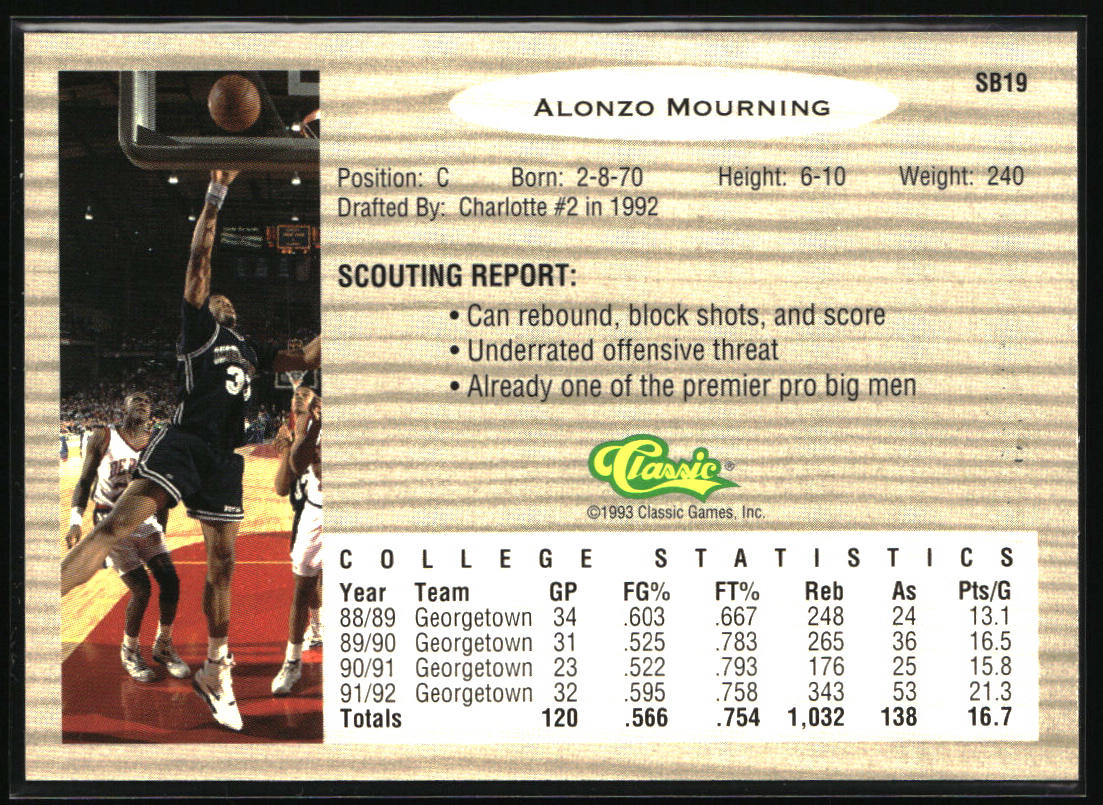 SB19
ALONZO MOURNING
Position: C Born: 2-8-70 Height: 6-10 Weight: 240
Drafted By: Charlotte #2 in 1992
SCOUTING REPORT:
• Can rebound, block shots, and score
• Underrated offensive threat
• Already one of the premier pro big men
Classic®
©1993 Classic Games, Inc.
COLLEGE STATISTICS
Year Team GP FG% FT% Reb As Pts/G
88/89 Georgetown 34 .603 .667 248 24 13.1
89/90 Georgetown 31 .525 .783 265 36 16.5
90/91 Georgetown 23 .522 .793 176 25 15.8
91/92 Georgetown 32 .595 .758 343 53 21.3
Totals 120 .566 .754 1,032 138 16.7